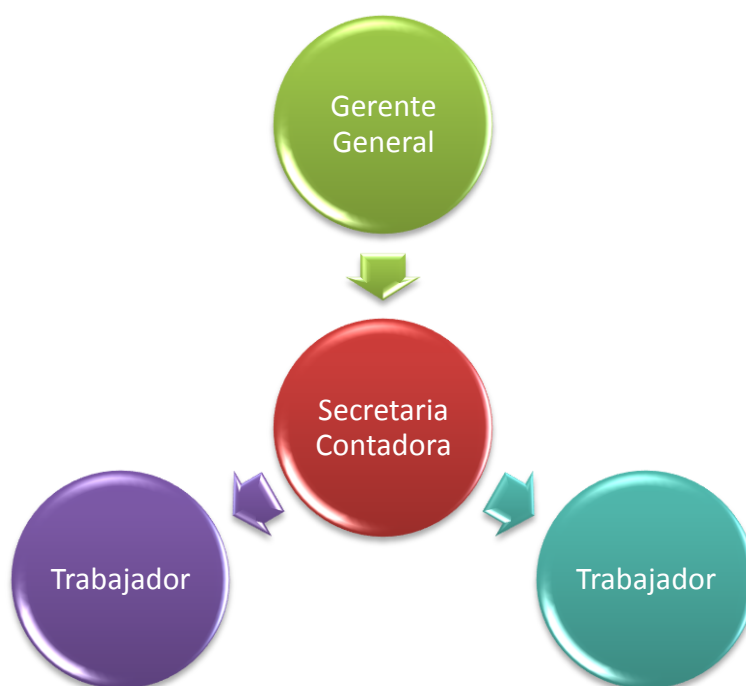 Gerente
General
Secretaria
Contadora
Trabajador
Trabajador